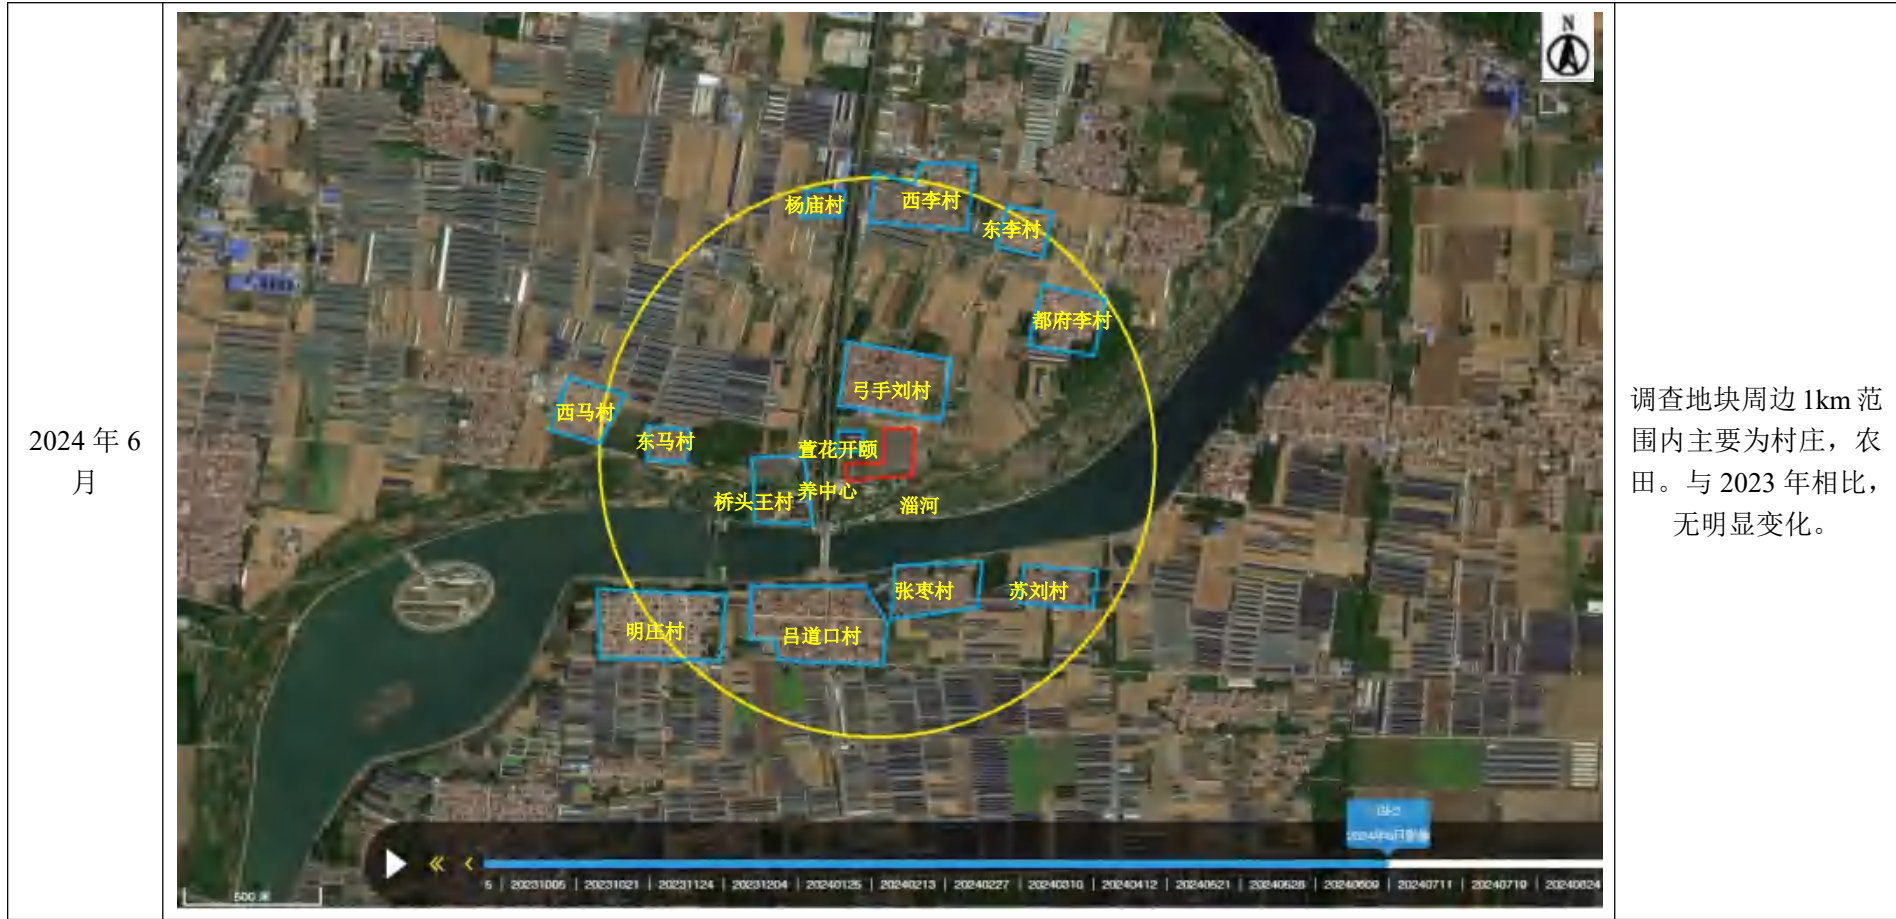 2024 年 6
月
N
杨庙村
西李村
东李村
都府李村
弓手刘村
西马村
东马村
萱花开颐
养中心
桥头王村
淄河
张枣村
苏刘村
明庄村
吕道口村
500 米
5 | 20231005 | 20231021 | 20231124 | 20231204 | 20240125 | 20240213 | 20240227 | 20240310 | 20240412 | 20240521 | 20240528 | 20240609 | 20240711 | 20240719 | 20240824
调查地块周边 1km 范
围内主要为村庄，农
田。与 2023 年相比，
无明显变化。